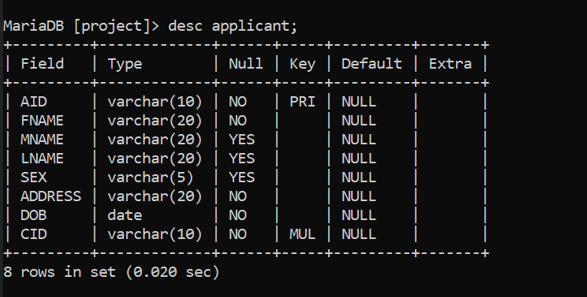 MariaDB [project]> desc applicant;
+---------+-------------+------+-----+---------+-------+
| Field   | Type        | Null | Key | Default | Extra |
+---------+-------------+------+-----+---------+-------+
| AID     | varchar(10) | NO   | PRI | NULL    |       |
| FNAME   | varchar(20) | NO   |     | NULL    |       |
| MNAME   | varchar(20) | YES  |     | NULL    |       |
| LNAME   | varchar(20) | YES  |     | NULL    |       |
| SEX     | varchar(5)  | YES  |     | NULL    |       |
| ADDRESS | varchar(20) | NO   |     | NULL    |       |
| DOB     | date        | NO   |     | NULL    |       |
| CID     | varchar(10) | NO   | MUL | NULL    |       |
+---------+-------------+------+-----+---------+-------+
8 rows in set (0.020 sec)